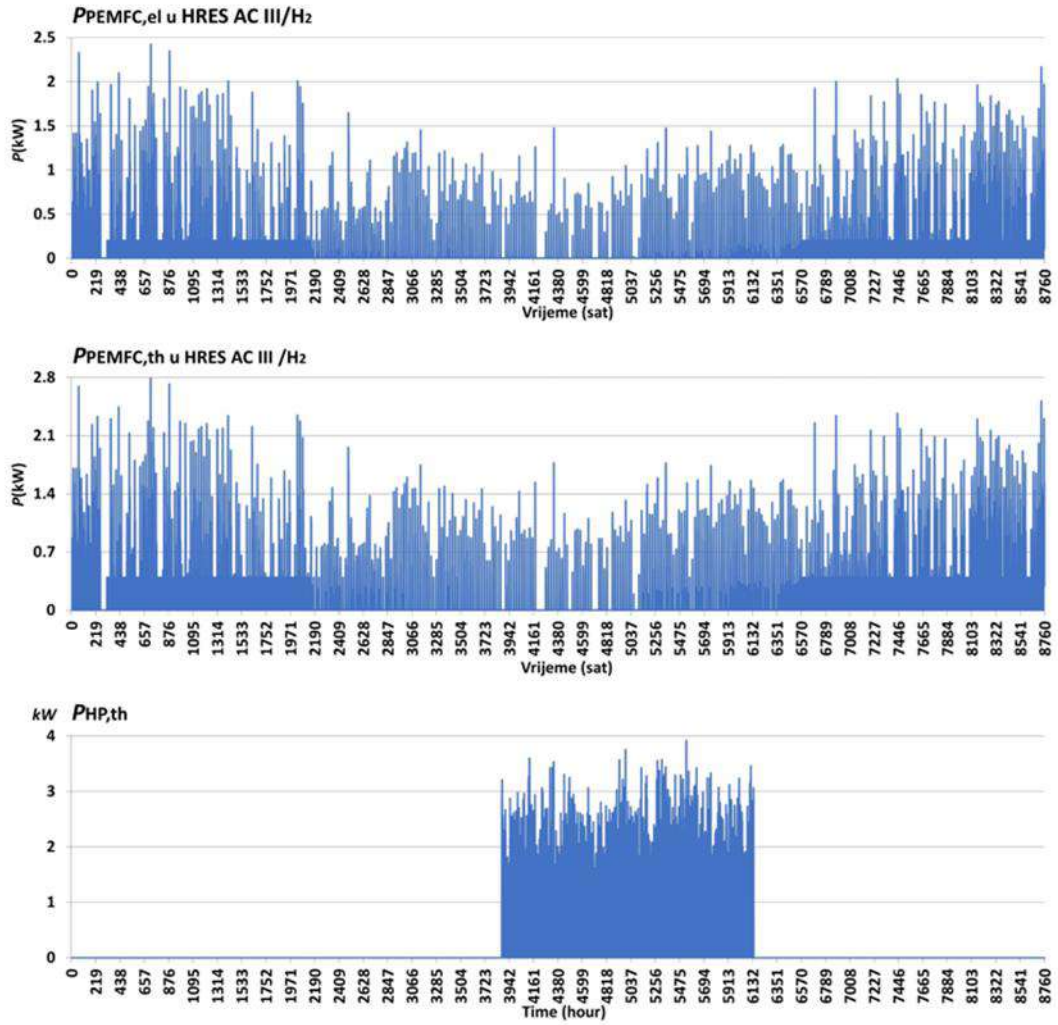 PPEMFC,el u HRES AC III/H2
2.5
2
1.5
1
0.5
0
P(kW)
0 219 438 657 876 1095 1314 1533 1752 1971 2190 2409 2628 2847 3066 3285 3504 3723 3942 4161 4380 4599 4818 5037 5256 5475 5694 5913 6132 6351 6570 6789 7008 7227 7446 7665 7884 8103 8322 8541 8760
Vrijeme (sat)
PPEMFC,th u HRES AC III /H2
2.8
2.1
1.4
0.7
0
P(kW)
0 219 438 657 876 1095 1314 1533 1752 1971 2190 2409 2628 2847 3066 3285 3504 3723 3942 4161 4380 4599 4818 5037 5256 5475 5694 5913 6132 6351 6570 6789 7008 7227 7446 7665 7884 8103 8322 8541 8760
Vrijeme (sat)
kW PHP,th
4
3
2
1
0
0 219 438 657 876 1095 1314 1533 1752 1971 2190 2409 2628 2847 3066 3285 3504 3723 3942 4161 4380 4599 4818 5037 5256 5475 5694 5913 6132 6351 6570 6789 7008 7227 7446 7665 7884 8103 8322 8541 8760
Time (hour)